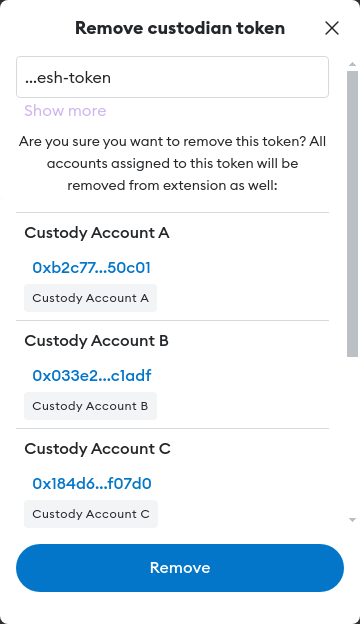 Remove custodian token
...esh-token
Show more
Are you sure you want to remove this token? All
accounts assigned to this token will be
removed from extension as well:
Custody Account A
0xb2c77...50c01
Custody Account A
Custody Account B
0x033e2...c1adf
Custody Account B
Custody Account C
0x184d6...f07d0
Custody Account C
Remove